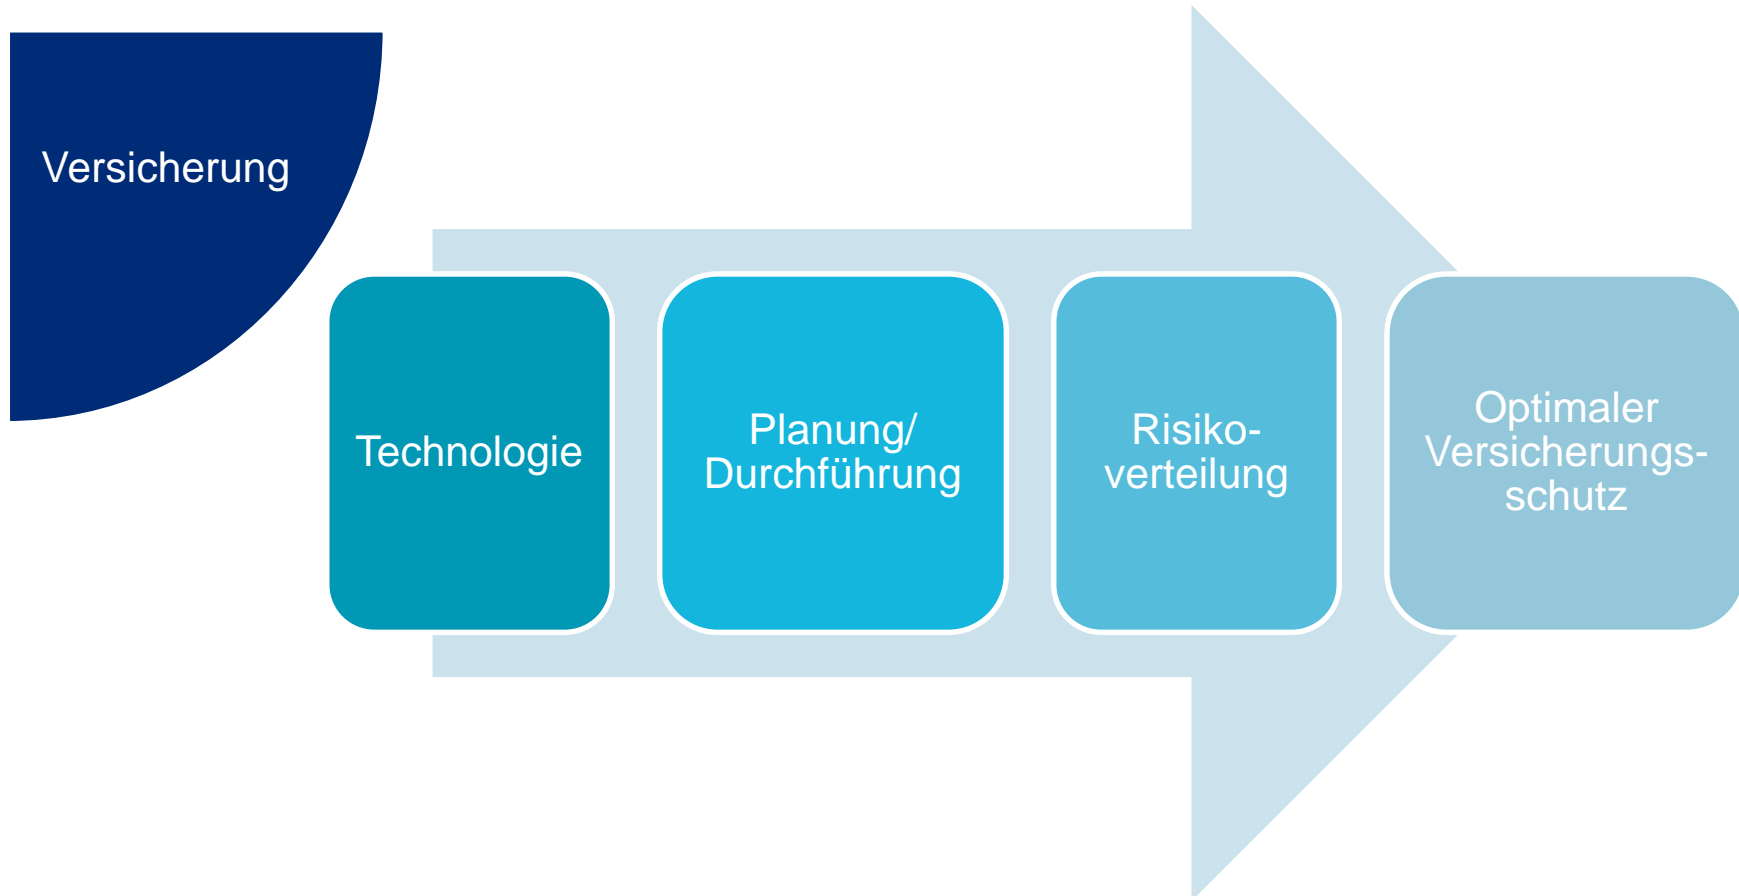 Versicherung
Technologie
Planung/
Durchführung
Risiko-
verteilung
Optimaler
Versicherungs-
schutz